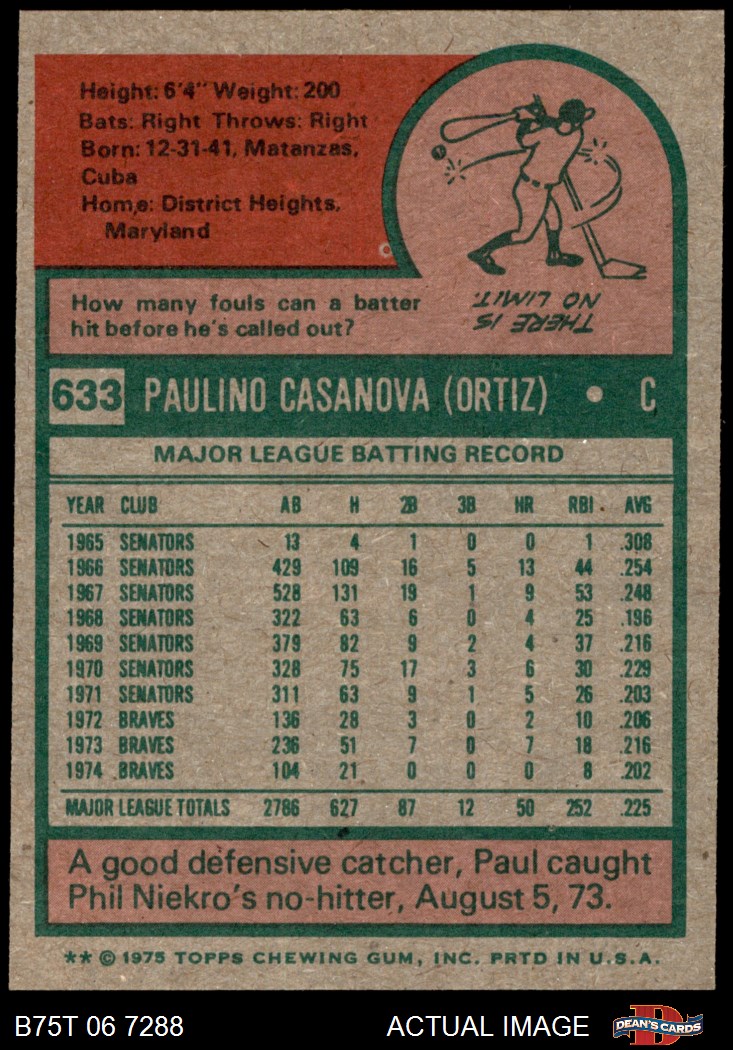 Height: 6'4" Weight: 200
Bats: Right Throws: Right
Born: 12-31-41, Matanzas,
Cuba
Home: District Heights,
Maryland
How many fouls can a batter
hit before he's called out?
THERE IS
NO LIMIT.
633 PAULINO CASANOVA (ORTIZ) • C
MAJOR LEAGUE BATTING RECORD
YEAR CLUB AB H 2B 3B HR RBI AVG
1965 SENATORS 13 4 1 0 0 1 .308
1966 SENATORS 429 109 16 5 13 44 .254
1967 SENATORS 528 131 19 1 9 53 .248
1968 SENATORS 322 63 6 0 4 25 .196
1969 SENATORS 379 82 9 2 4 37 .216
1970 SENATORS 328 75 17 3 6 30 .229
1971 SENATORS 311 63 9 1 5 26 .203
1972 BRAVES 136 28 3 0 2 10 .206
1973 BRAVES 236 51 7 0 7 18 .216
1974 BRAVES 104 21 0 0 0 8 .202
MAJOR LEAGUE TOTALS 2786 627 87 12 50 252 .225
A good defensive catcher, Paul caught
Phil Niekro's no-hitter, August 5, 73.
** © 1975 TOPPS CHEWING GUM, INC. PRTD IN U.S.A.
B75T 06 7288 ACTUAL IMAGE D DEAN'S CARDS